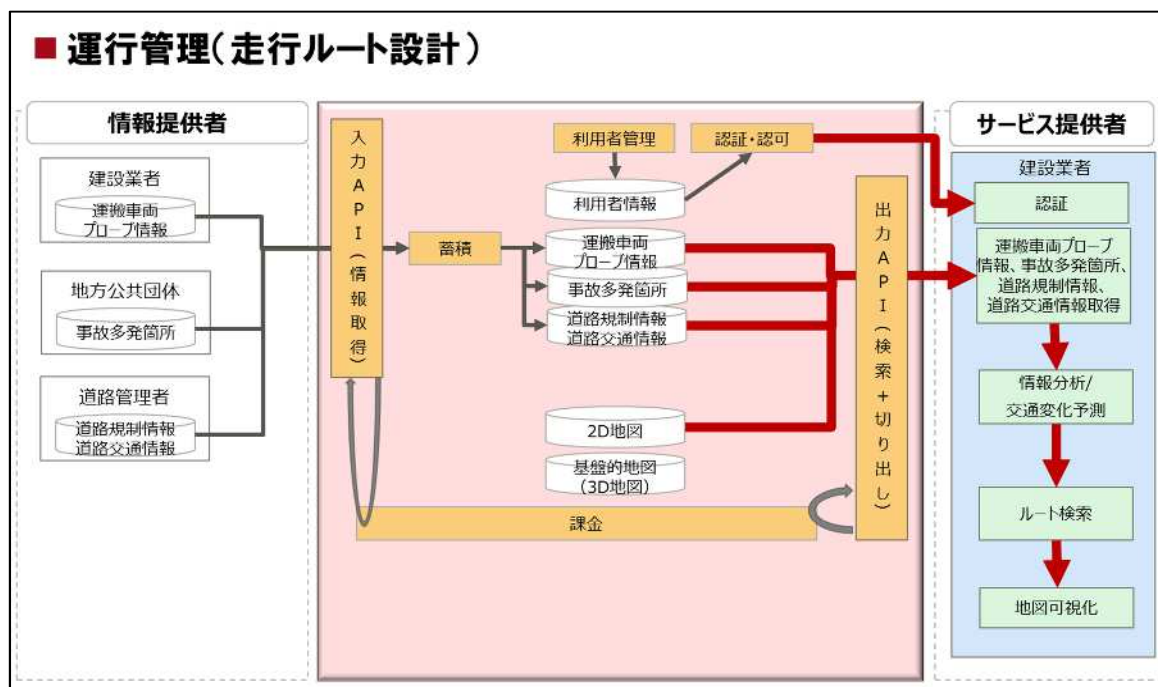 ■ 運行管理(走行ルート設計)
情報提供者
建設業者
運搬車両
プローブ情報
地方公共団体
事故多発箇所
道路管理者
道路規制情報
道路交通情報
入力API(情報取得)
蓄積
利用者管理
認証・認可
利用者情報
運搬車両
プローブ情報
事故多発箇所
道路規制情報
道路交通情報
2D地図
基盤的地図
(3D地図)
課金
出力API(検索+切り出し)
サービス提供者
建設業者
認証
運搬車両プローブ
情報、事故多発箇所、
道路規制情報、
道路交通情報取得
情報分析/
交通変化予測
ルート検索
地図可視化